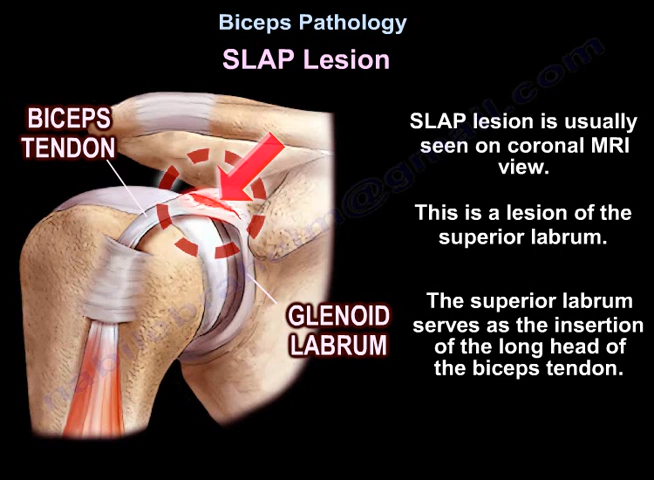 Biceps Pathology
SLAP Lesion
BICEPS
TENDON
SLAP lesion is usually
seen on coronal MRI
view.
This is a lesion of the
superior labrum.
GLENOID
LABRUM
The superior labrum
serves as the insertion
of the long head of
the biceps tendon.